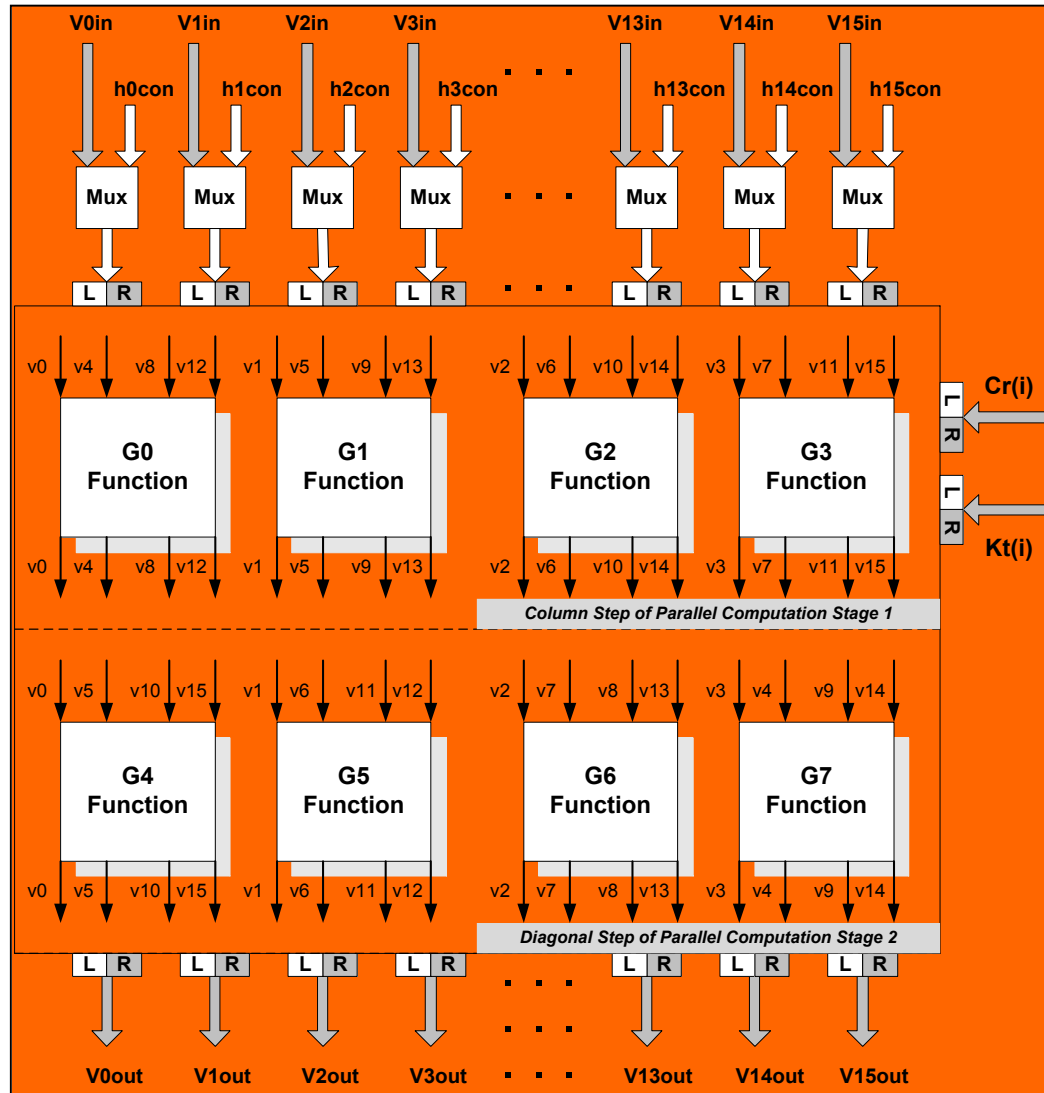 V0in V1in V2in V3in V13in V14in V15in
h0con h1con h2con h3con h13con h14con h15con
Mux Mux Mux Mux Mux Mux Mux
L R L R L R L R L R L R L R
v0 v4 v8 v12 v1 v5 v9 v13 v2 v6 v10 v14 v3 v7 v11 v15
Cr(i)
L R
G0 G1 G2 G3
Function Function Function Function
L R
Kt(i)
v0 v4 v8 v12 v1 v5 v9 v13 v2 v6 v10 v14 v3 v7 v11 v15
Column Step of Parallel Computation Stage 1
v0 v5 v10 v15 v1 v6 v11 v12 v2 v7 v8 v13 v3 v4 v9 v14
G4 G5 G6 G7
Function Function Function Function
v0 v5 v10 v15 v1 v6 v11 v12 v2 v7 v8 v13 v3 v4 v9 v14
Diagonal Step of Parallel Computation Stage 2
L R L R L R L R L R L R L R
V0out V1out V2out V3out V13out V14out V15out